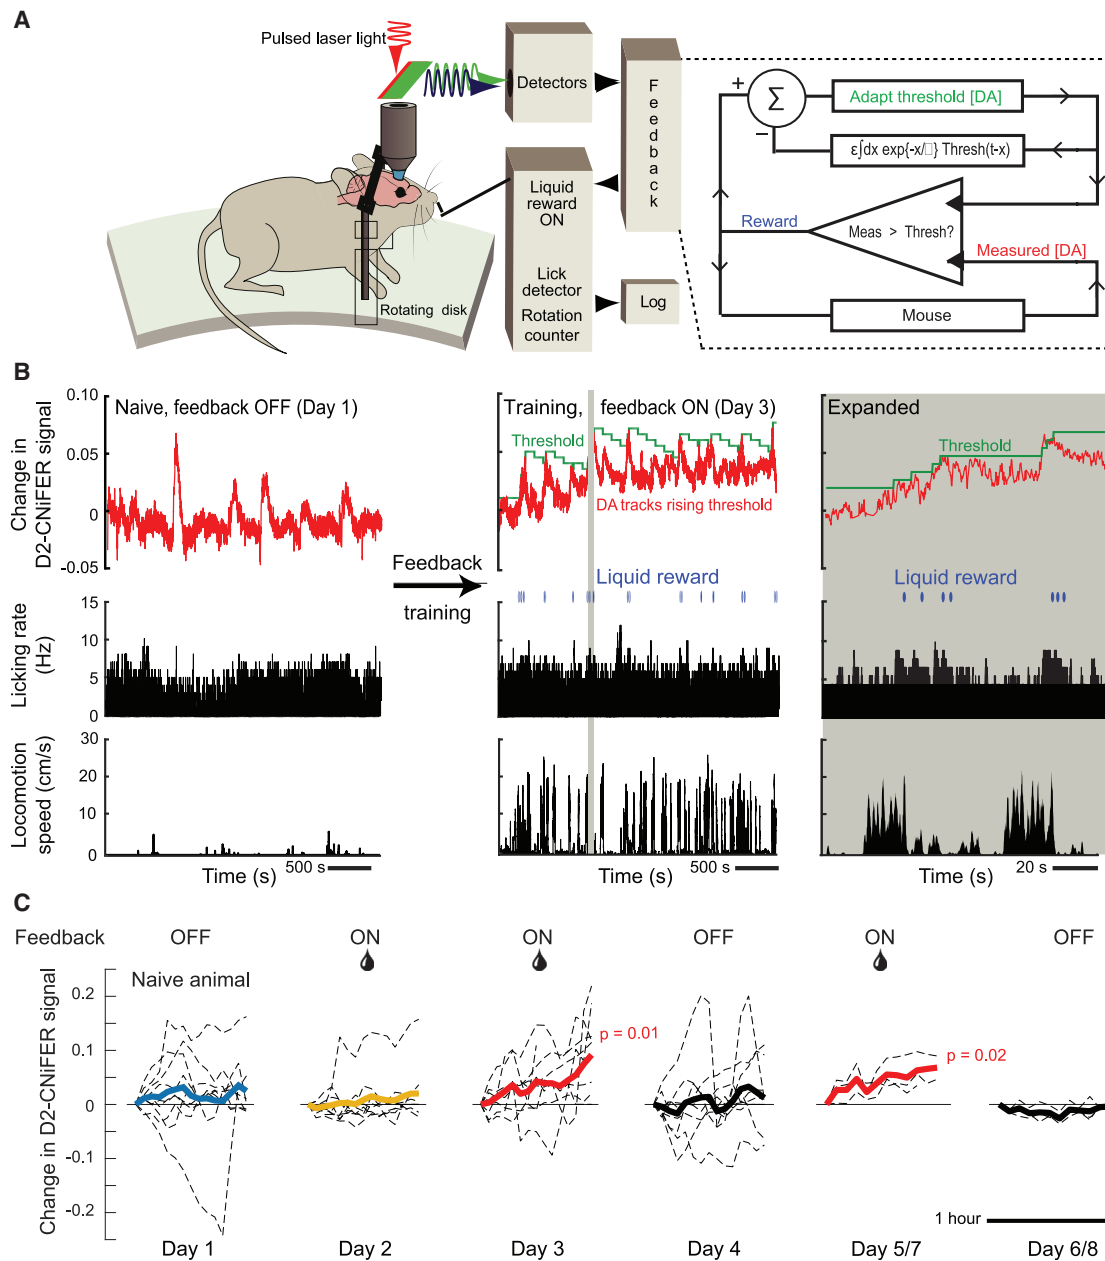 A
Pulsed laser light
Detectors
Feedback
Liquid
reward
ON
Lick
detector
Rotation
counter
Log
Rotating disk
+
Σ
−
Adapt threshold [DA]
ε∫dx exp{-x/□} Thresh(t-x)
Reward
Meas > Thresh?
Measured [DA]
Mouse
B
Change in
D2-CNiFER signal
0.10
0.05
0
-0.05
Naive, feedback OFF (Day 1)
Training, feedback ON (Day 3)
Threshold
DA tracks rising threshold
Expanded
Threshold
Feedback
training
Liquid reward
Liquid reward
Licking rate
(Hz)
15
10
5
0
Locomotion
speed (cm/s)
30
20
10
0
500 s
Time (s)
500 s
Time (s)
20 s
Time (s)
C
Feedback OFF ON ON OFF ON OFF
Change in D2-CNiFER signal
0.2
0.1
0
-0.1
-0.2
Naive animal
p = 0.01
p = 0.02
1 hour
Day 1 Day 2 Day 3 Day 4 Day 5/7 Day 6/8